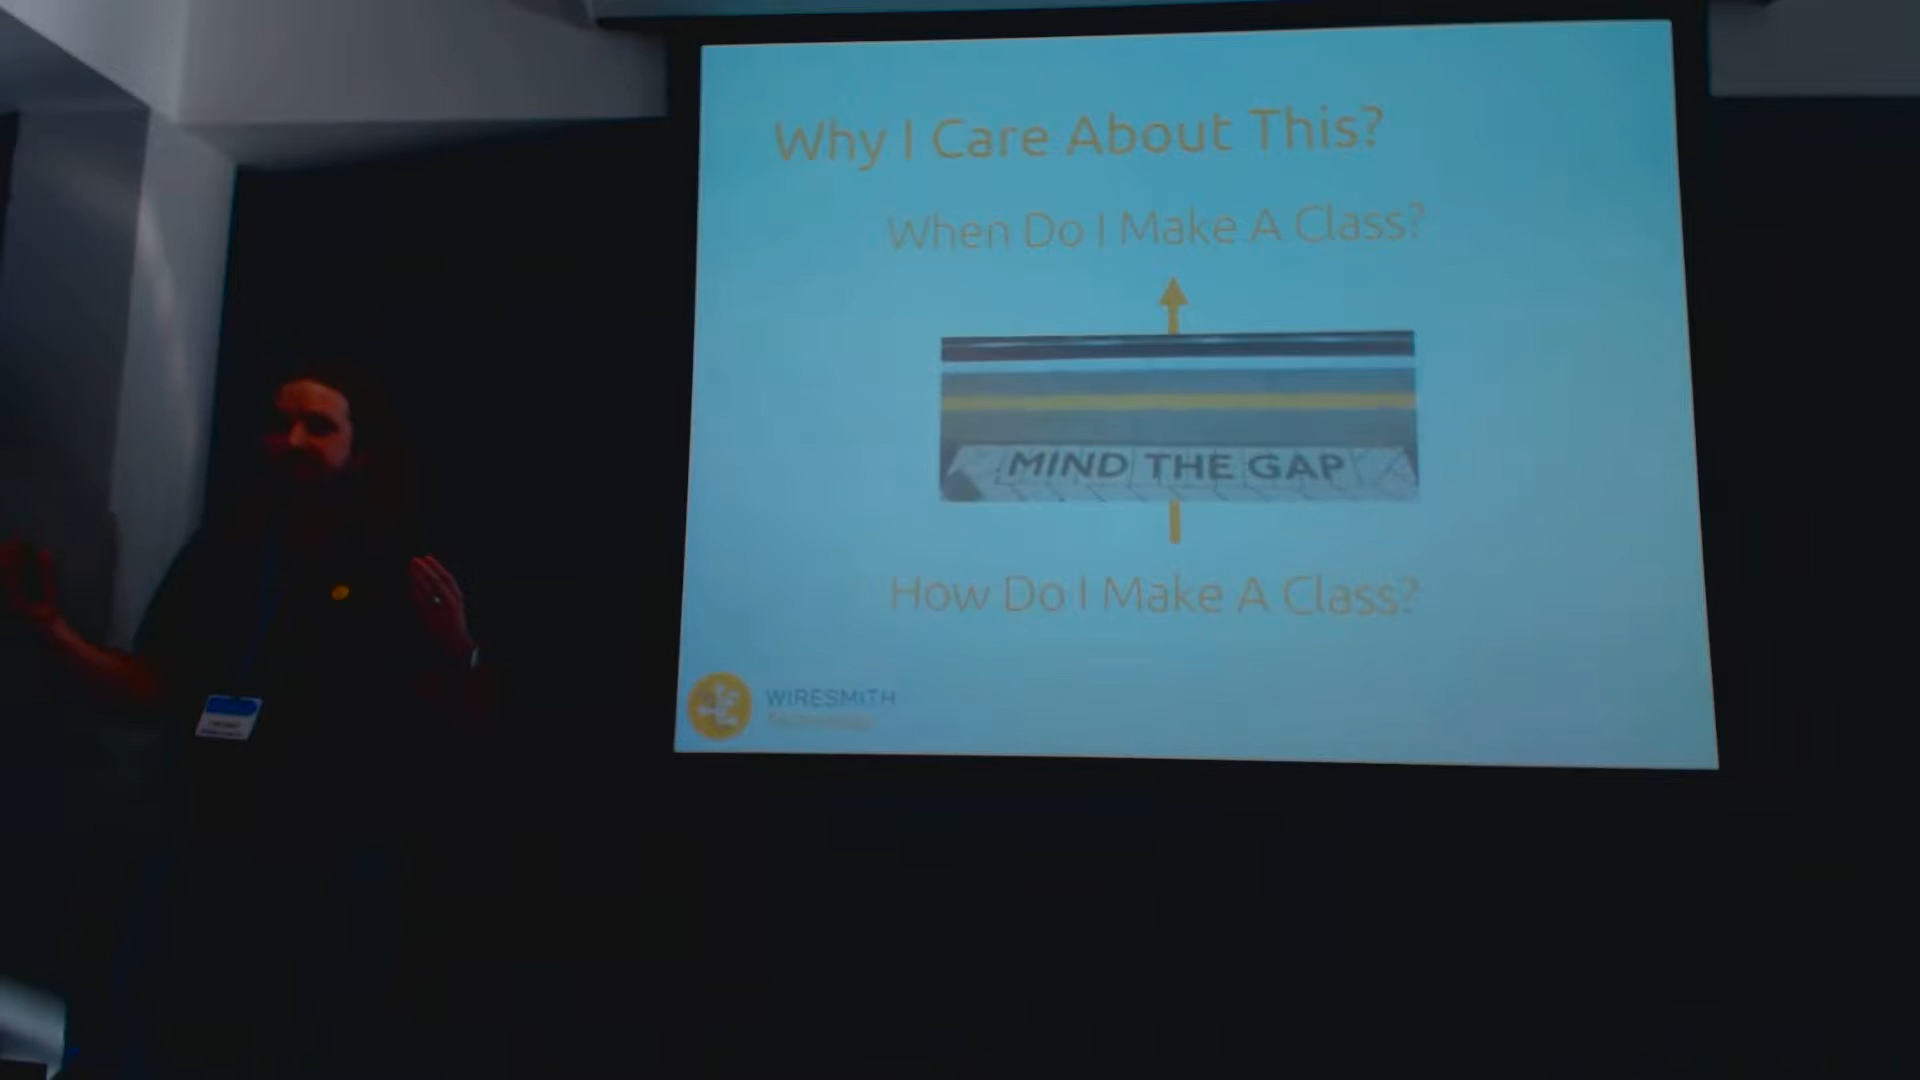 Why I Care About This?
When Do I Make A Class?
MIND THE GAP
How Do I Make A Class?
WIRESMITH